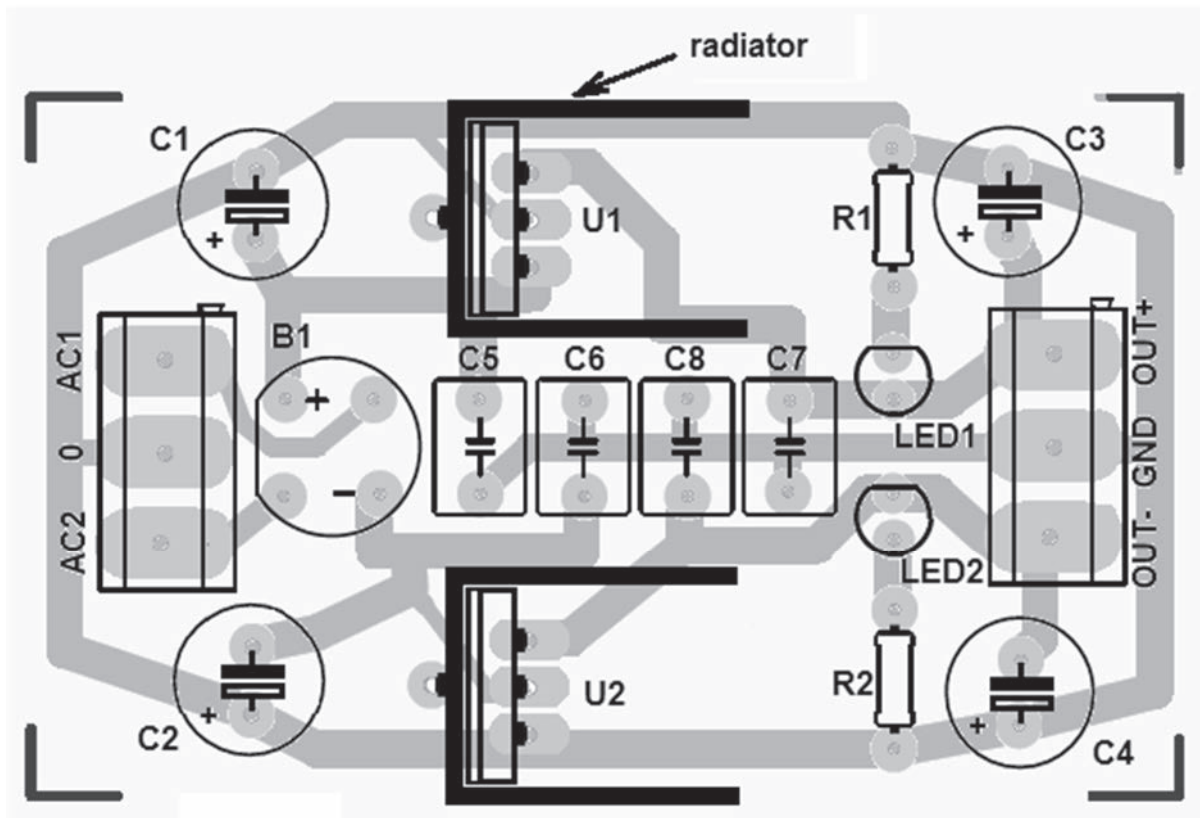 radiator
C1
C3
U1
R1
+
+
AC1
0
AC2
B1
+
-
C5
C6
C8
C7
OUT+
GND
OUT-
LED1
LED2
C2
+
U2
R2
+
C4